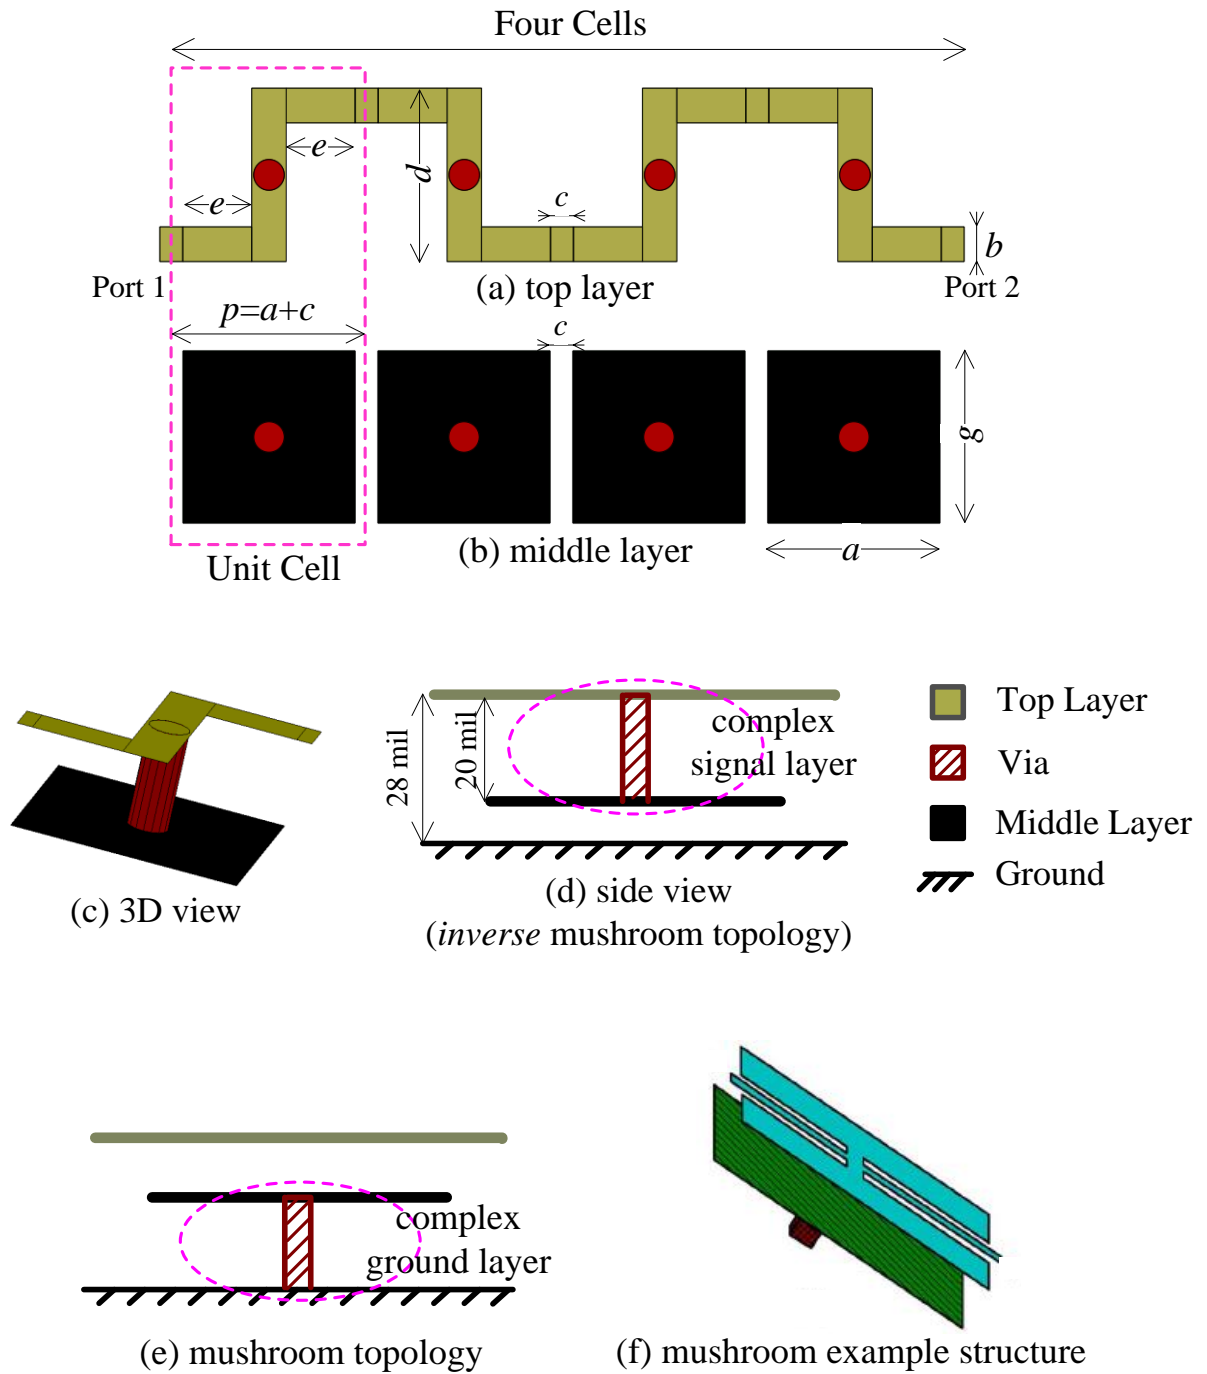 Four Cells
e
d
e
c
b
Port 1
(a) top layer
Port 2
p=a+c
c
g
a
(b) middle layer
Unit Cell
28 mil
20 mil
complex
signal layer
Top Layer
Via
Middle Layer
Ground
(c) 3D view
(d) side view
(inverse mushroom topology)
complex
ground layer
(e) mushroom topology
(f) mushroom example structure